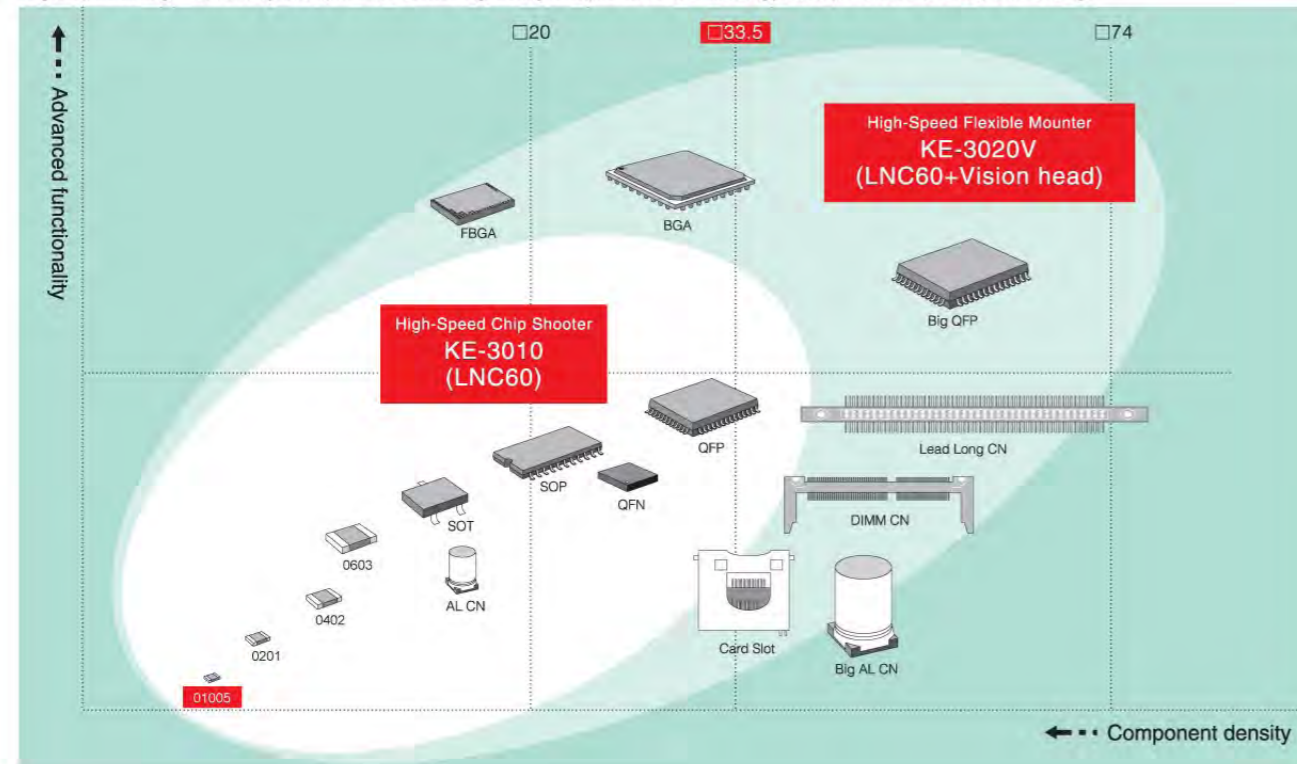 □20
□33.5
□74
Advanced functionality
High-Speed Flexible Mounter
KE-3020V
(LNC60+Vision head)
FBGA
BGA
Big QFP
High-Speed Chip Shooter
KE-3010
(LNC60)
QFP
Lead Long CN
SOP
QFN
SOT
DIMM CN
0603
AL CN
0402
0201
Card Slot
Big AL CN
01005
Component density